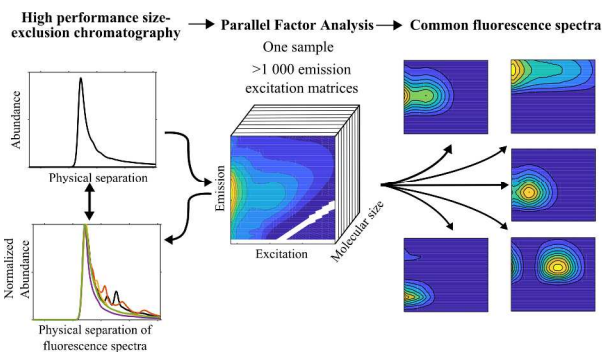 High performance size-
exclusion chromatography
Parallel Factor Analysis
Common fluorescence spectra
One sample
>1 000 emission
excitation matrices
Abundance
Physical separation
Emission
Excitation
Molecular size
Normalized
Abundance
Physical separation of
fluorescence spectra